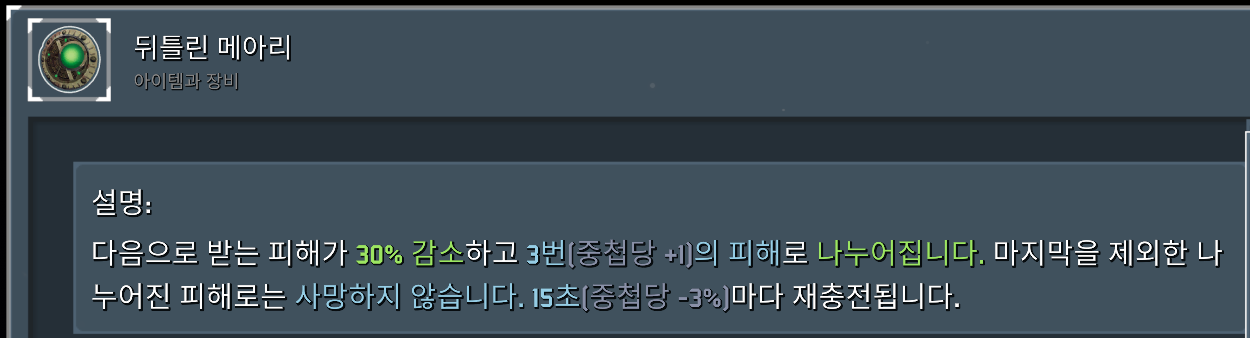 뒤틀린 메아리
아이템과 장비
설명:
다음으로 받는 피해가 30% 감소하고 3번(중첩당 +1)의 피해로 나누어집니다. 마지막을 제외한 나
누어진 피해로는 사망하지 않습니다. 15초(중첩당 -3%)마다 재충전됩니다.